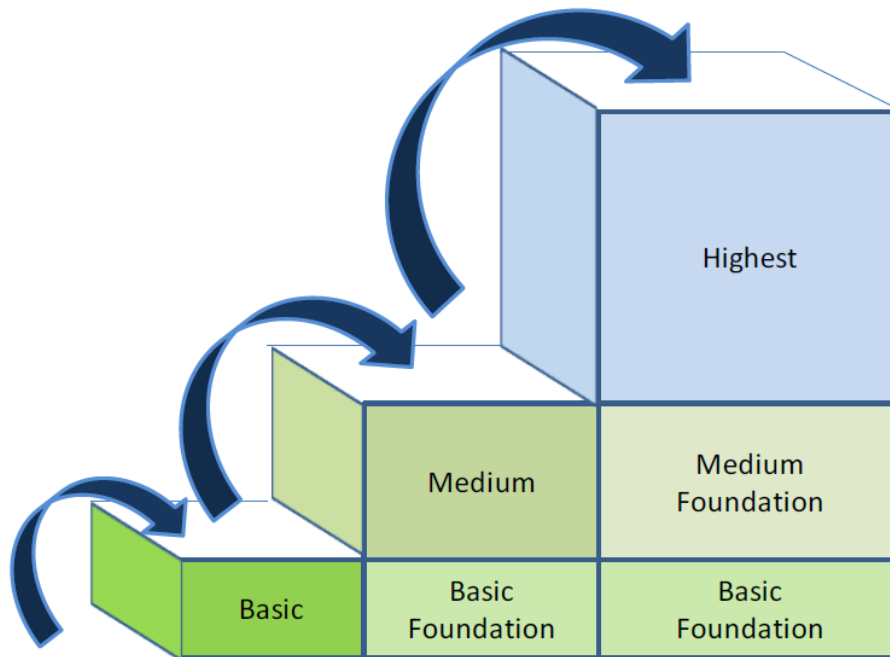 Highest
Medium
Medium
Foundation
Basic
Basic
Foundation
Basic
Foundation